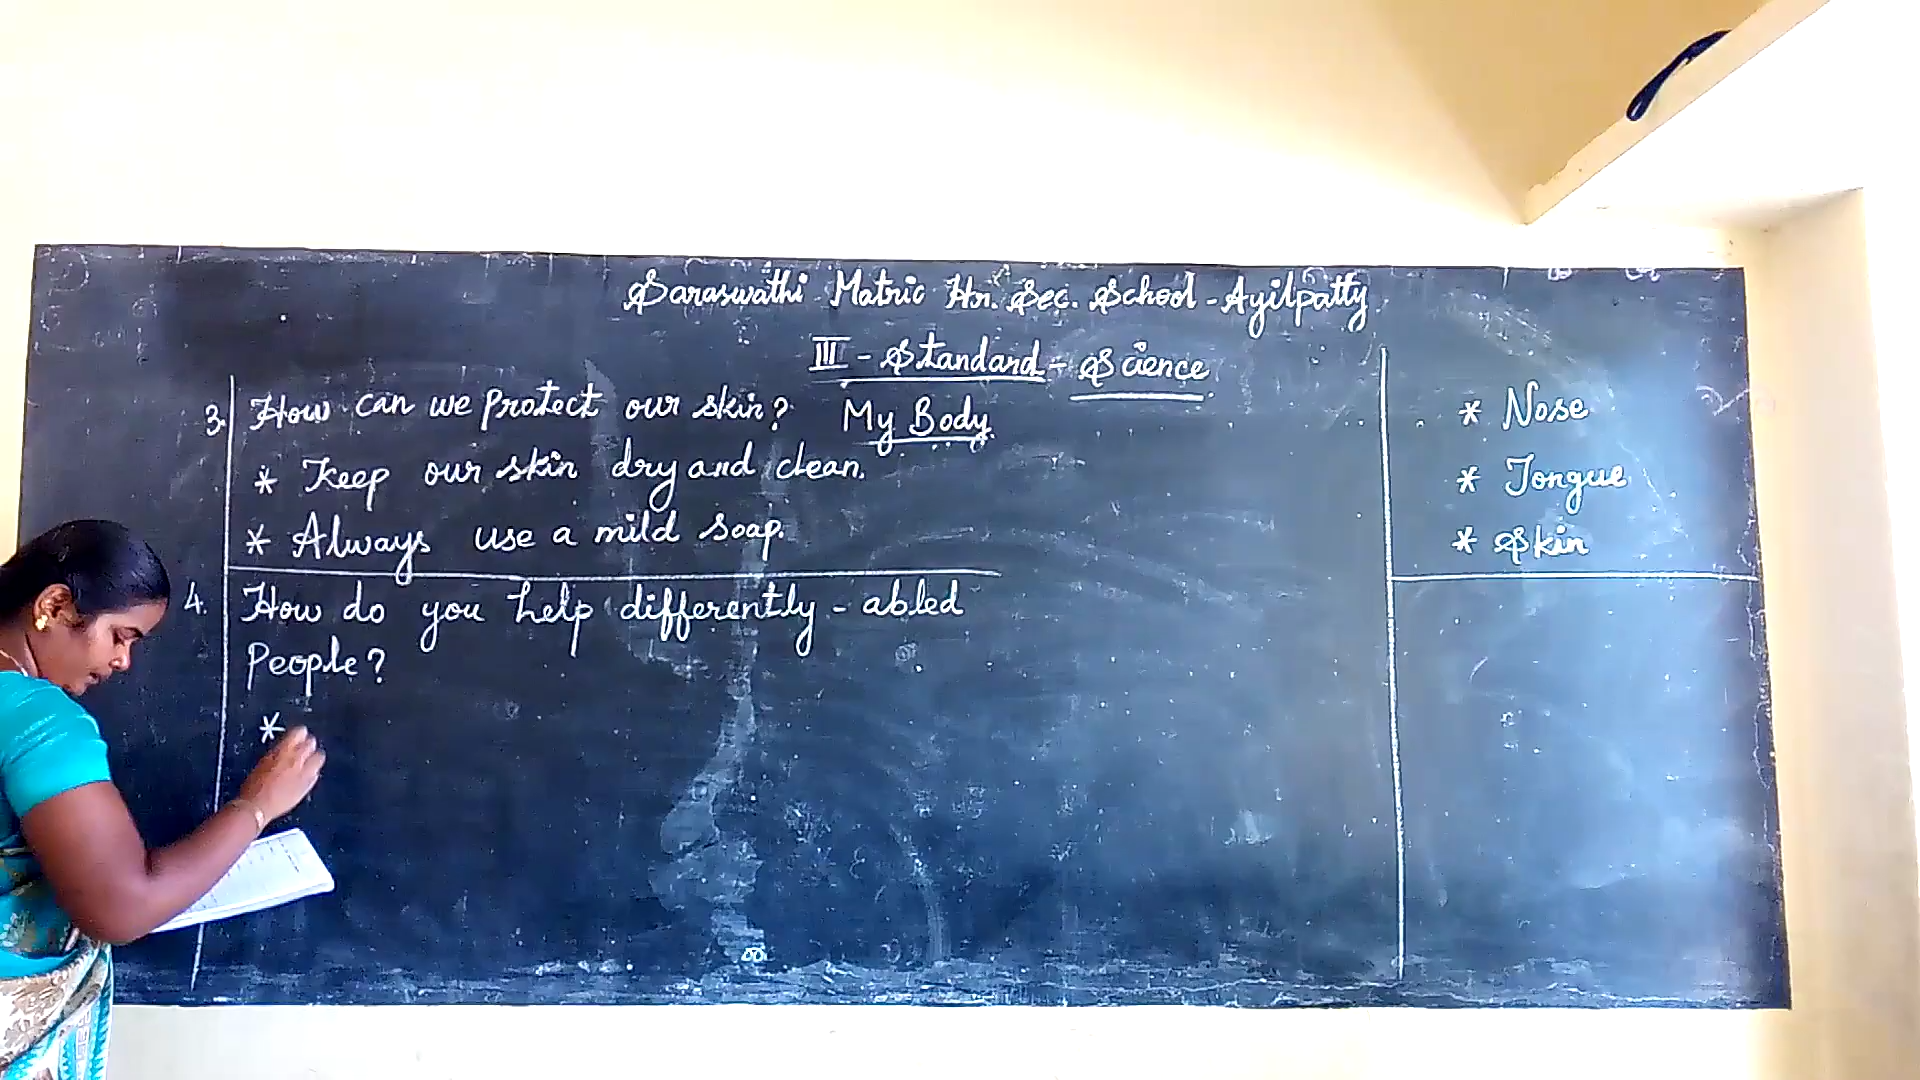 Saraswathi Matric Hr. Sec. School - Ayilpatty
III - Standard - Science
My Body
3. How can we protect our skin?
* Keep our skin dry and clean.
* Always use a mild soap.
4. How do you help differently - abled
People?
*
* Nose
* Tongue
* Skin